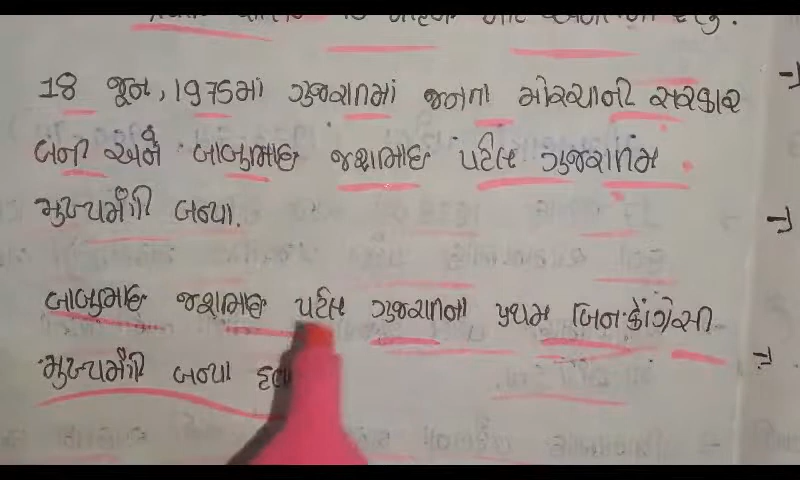 18 જૂન, 1975માં ગુજરાતમાં જનતા મોરચાની સરકાર
બની અને બાબુભાઇ જશભાઇ પટેલ ગુજરાતના
મુખ્યમંત્રી બન્યા.
બાબુભાઇ જશભાઇ પટેલ ગુજરાતના પ્રથમ બિન-કોંગ્રેસી
મુખ્યમંત્રી બન્યા